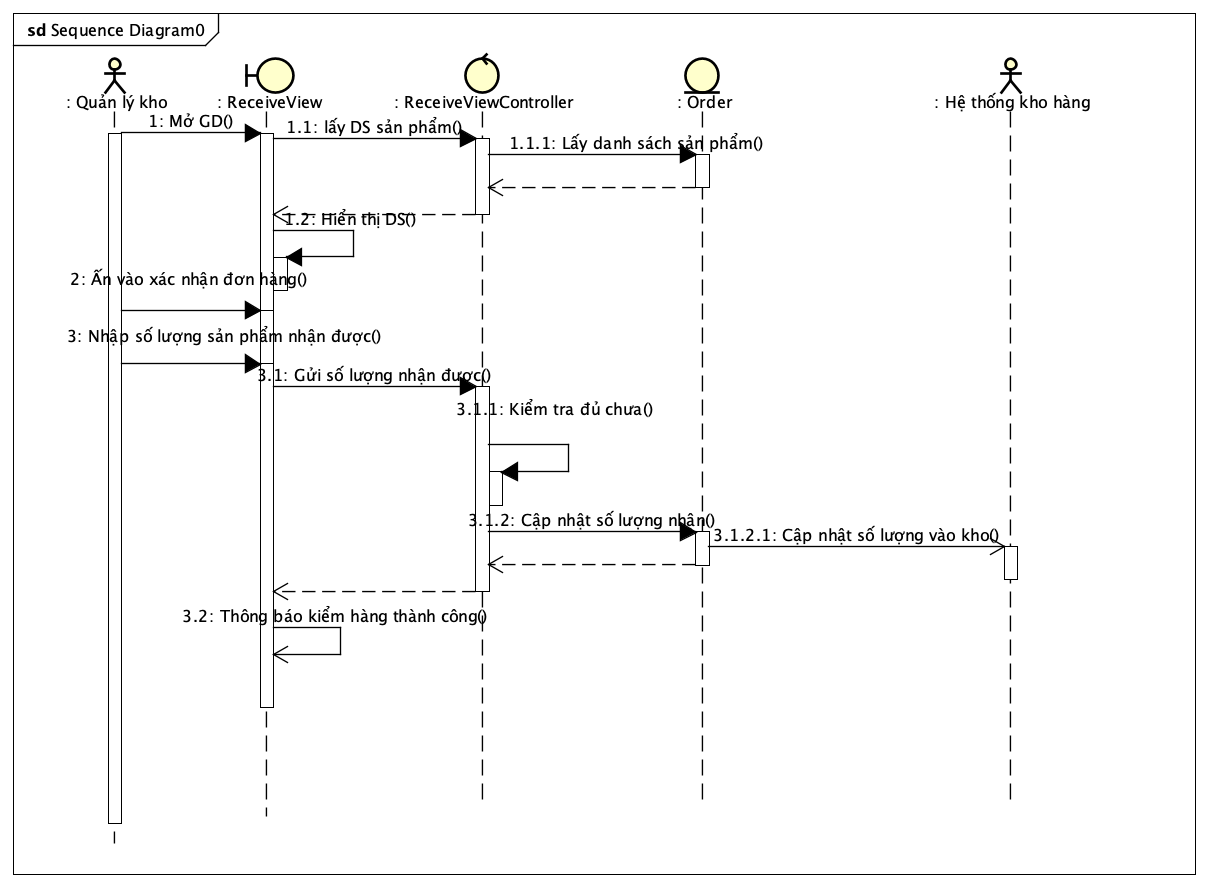 sd Sequence Diagram0
: Quản lý kho
: ReceiveView
: ReceiveViewController
: Order
: Hệ thống kho hàng
1: Mở GD()
1.1: lấy DS sản phẩm()
1.1.1: Lấy danh sách sản phẩm()
1.2: Hiển thị DS()
2: Ấn vào xác nhận đơn hàng()
3: Nhập số lượng sản phẩm nhận được()
3.1: Gửi số lượng nhận được()
3.1.1: Kiểm tra đủ chưa()
3.1.2: Cập nhật số lượng nhận()
3.1.2.1: Cập nhật số lượng vào kho()
3.2: Thông báo kiểm hàng thành công()